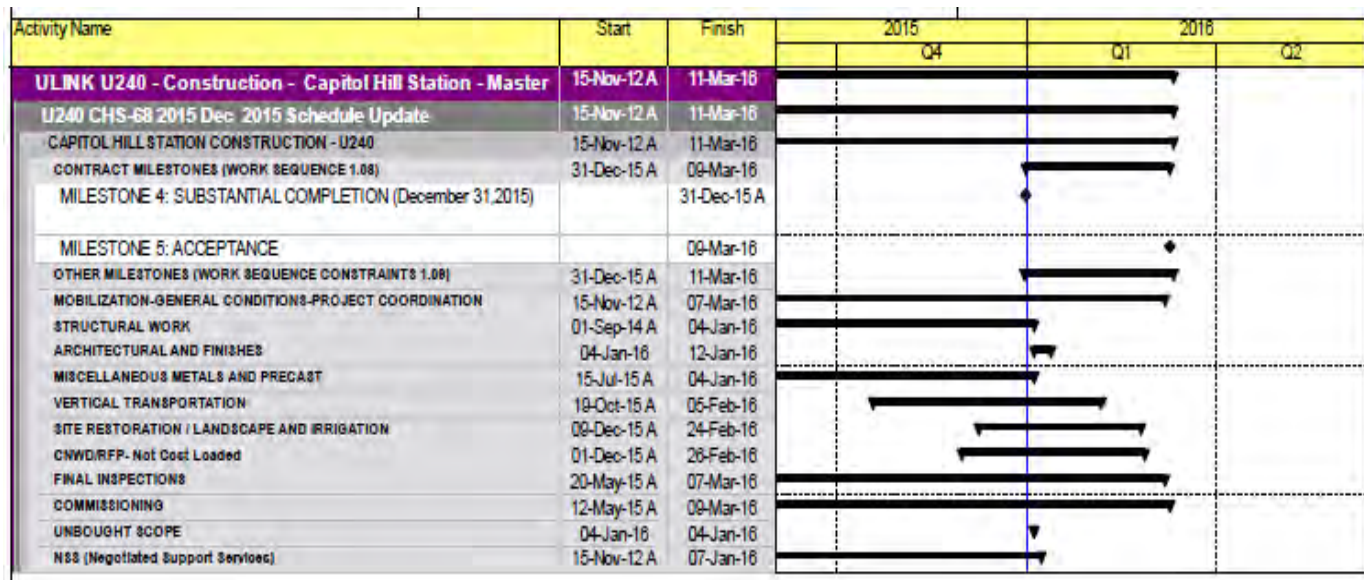 Activity Name Start Finish 2015 2016
Q4 Q1 Q2
ULINK U240 - Construction - Capitol Hill Station - Master 15-Nov-12 A 11-Mar-16
U240 CHS-68 2015 Dec 2015 Schedule Update 15-Nov-12 A 11-Mar-16
CAPITOL HILL STATION CONSTRUCTION - U240 15-Nov-12 A 11-Mar-16
CONTRACT MILESTONES (WORK SEQUENCE 1.08) 31-Dec-15 A 09-Mar-16
MILESTONE 4: SUBSTANTIAL COMPLETION (December 31,2015) 31-Dec-15 A
MILESTONE 5: ACCEPTANCE 09-Mar-16
OTHER MILESTONES (WORK SEQUENCE CONSTRAINTS 1.09) 31-Dec-15 A 11-Mar-16
MOBILIZATION-GENERAL CONDITIONS-PROJECT COORDINATION 15-Nov-12 A 07-Mar-16
STRUCTURAL WORK 01-Sep-14 A 04-Jan-16
ARCHITECTURAL AND FINISHES 04-Jan-16 12-Jan-16
MISCELLANEOUS METALS AND PRECAST 15-Jul-15 A 04-Jan-16
VERTICAL TRANSPORTATION 19-Oct-15 A 05-Feb-16
SITE RESTORATION / LANDSCAPE AND IRRIGATION 09-Dec-15 A 24-Feb-16
CNWD/RFP- Not Cost Loaded 01-Dec-15 A 26-Feb-16
FINAL INSPECTIONS 20-May-15 A 07-Mar-16
COMMISSIONING 12-May-15 A 09-Mar-16
UNBOUGHT SCOPE 04-Jan-16 04-Jan-16
NSS (Negotiated Support Services) 15-Nov-12 A 07-Jan-16